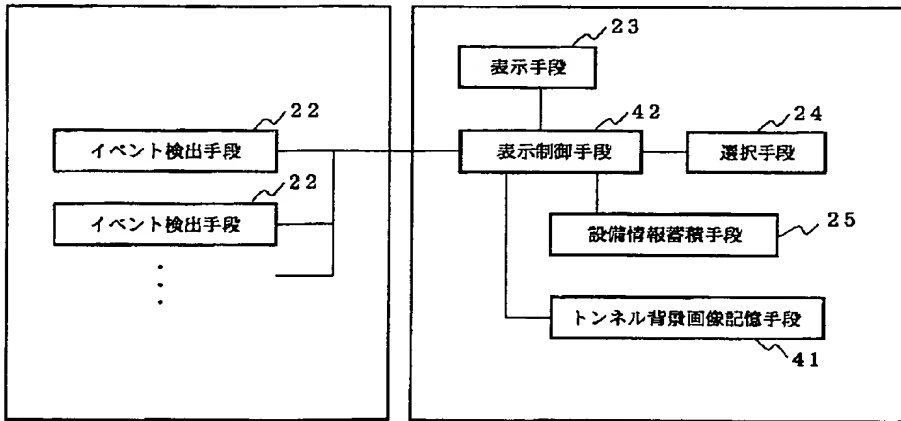 22
イベント検出手段
22
イベント検出手段
23
表示手段
42
表示制御手段
24
選択手段
設備情報蓄積手段
25
トンネル背景画像記憶手段
41